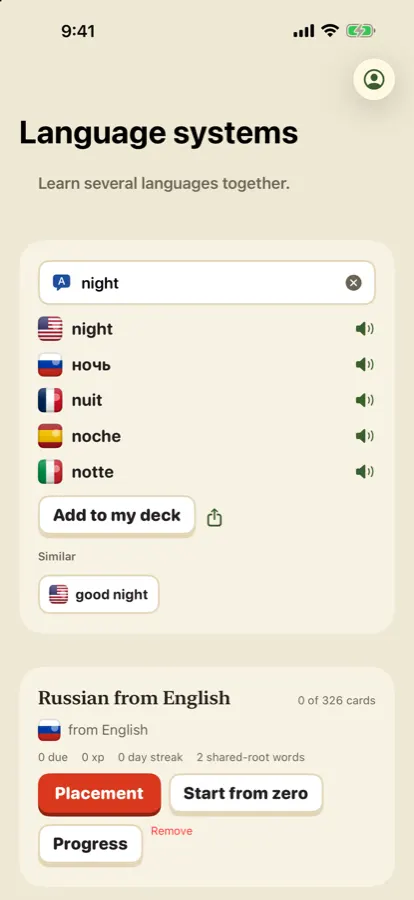 9:41
Language systems
Learn several languages together.
A night
night
ночь
nuit
noche
notte
Add to my deck
Similar
good night
Russian from English
0 of 326 cards
from English
0 due 0 xp 0 day streak 2 shared-root words
Placement
Start from zero
Progress
Remove